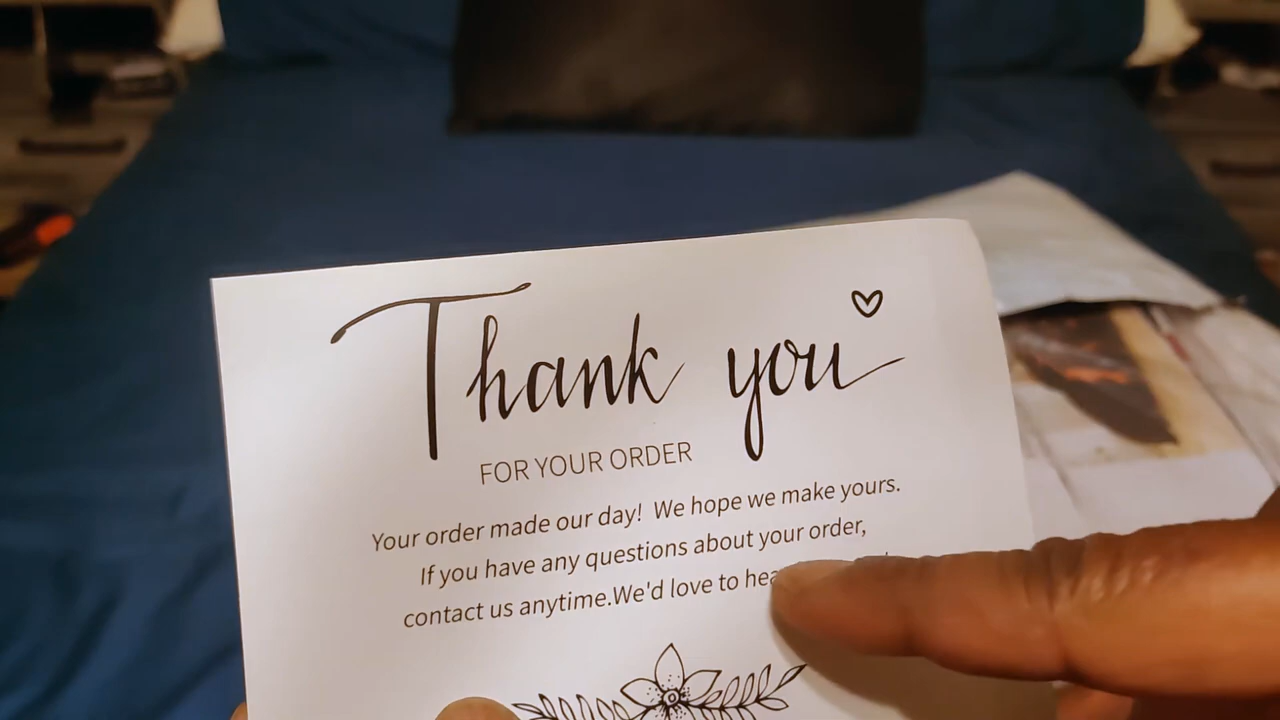 Thank you
FOR YOUR ORDER
Your order made our day! We hope we make yours.
If you have any questions about your order,
contact us anytime.We'd love to